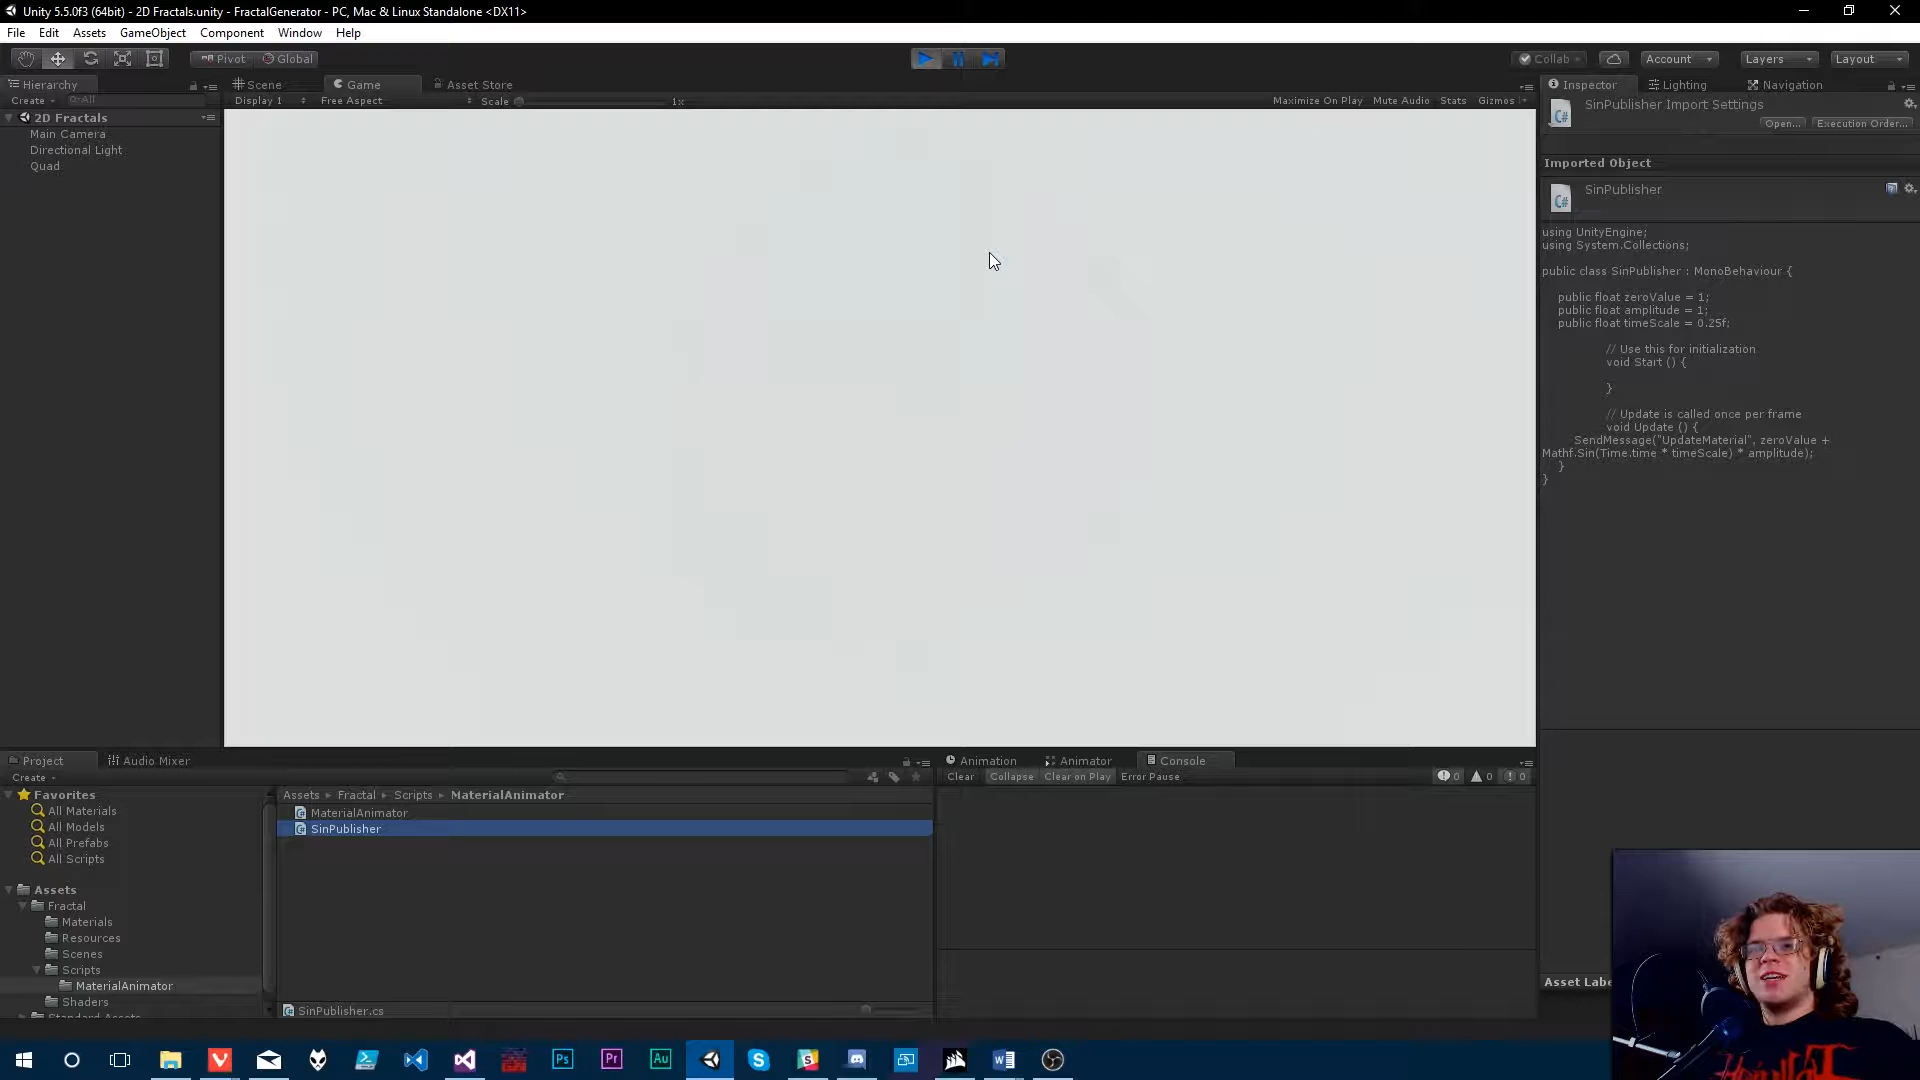 Unity 5.5.0f3 (64bit) - 2D Fractals.unity - FractalGenerator - PC, Mac & Linux Standalone <DX11>
File Edit Assets GameObject Component Window Help
Pivot Global
Collab Account Layers Layout
Hierarchy
Scene Game Asset Store
Inspector Lighting Navigation
Create All
Display 1 Free Aspect Scale 1x Maximize On Play Mute Audio Stats Gizmos
SinPublisher Import Settings
Open... Execution Order...
2D Fractals
Main Camera
Directional Light
Quad
Imported Object
SinPublisher
using UnityEngine;
using System.Collections;
public class SinPublisher : MonoBehaviour {
public float zeroValue = 1;
public float amplitude = 1;
public float timeScale = 0.25f;
// Use this for initialization
void Start () {
}
// Update is called once per frame
void Update () {
SendMessage("UpdateMaterial", zeroValue +
Mathf.Sin(Time.time * timeScale) * amplitude);
}
}
Project Audio Mixer
Create
Favorites
All Materials
All Models
All Prefabs
All Scripts
Assets
Fractal
Materials
Resources
Scenes
Scripts
MaterialAnimator
Shaders
Standard Assets
Assets Fractal Scripts MaterialAnimator
MaterialAnimator
SinPublisher
SinPublisher.cs
Animation Animator Console
Clear Collapse Clear on Play Error Pause 0 0 0
Asset Labe
Ps Pr Au